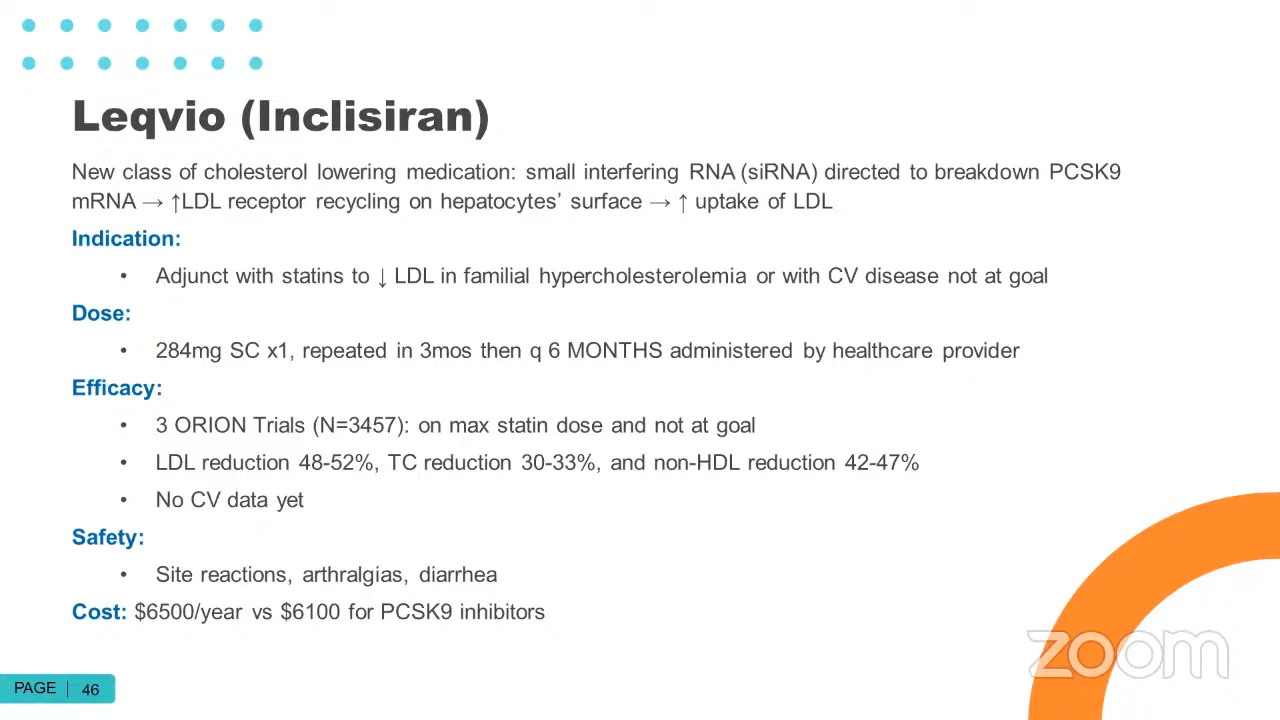 Leqvio (Inclisiran)
New class of cholesterol lowering medication: small interfering RNA (siRNA) directed to breakdown PCSK9
mRNA → ↑LDL receptor recycling on hepatocytes’ surface → ↑ uptake of LDL
Indication:
• Adjunct with statins to ↓ LDL in familial hypercholesterolemia or with CV disease not at goal
Dose:
• 284mg SC x1, repeated in 3mos then q 6 MONTHS administered by healthcare provider
Efficacy:
• 3 ORION Trials (N=3457): on max statin dose and not at goal
• LDL reduction 48-52%, TC reduction 30-33%, and non-HDL reduction 42-47%
• No CV data yet
Safety:
• Site reactions, arthralgias, diarrhea
Cost: $6500/year vs $6100 for PCSK9 inhibitors
zoom
PAGE | 46